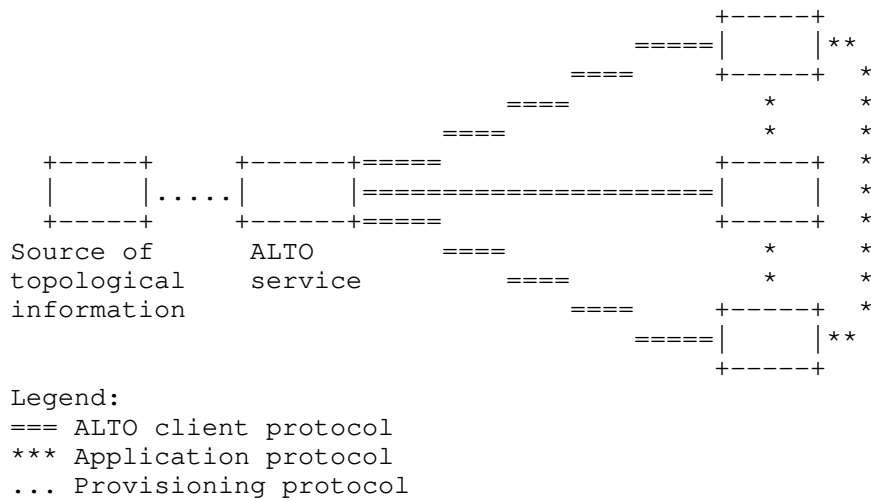 Source of ALTO
topological service
information
Legend:
=== ALTO client protocol
*** Application protocol
... Provisioning protocol